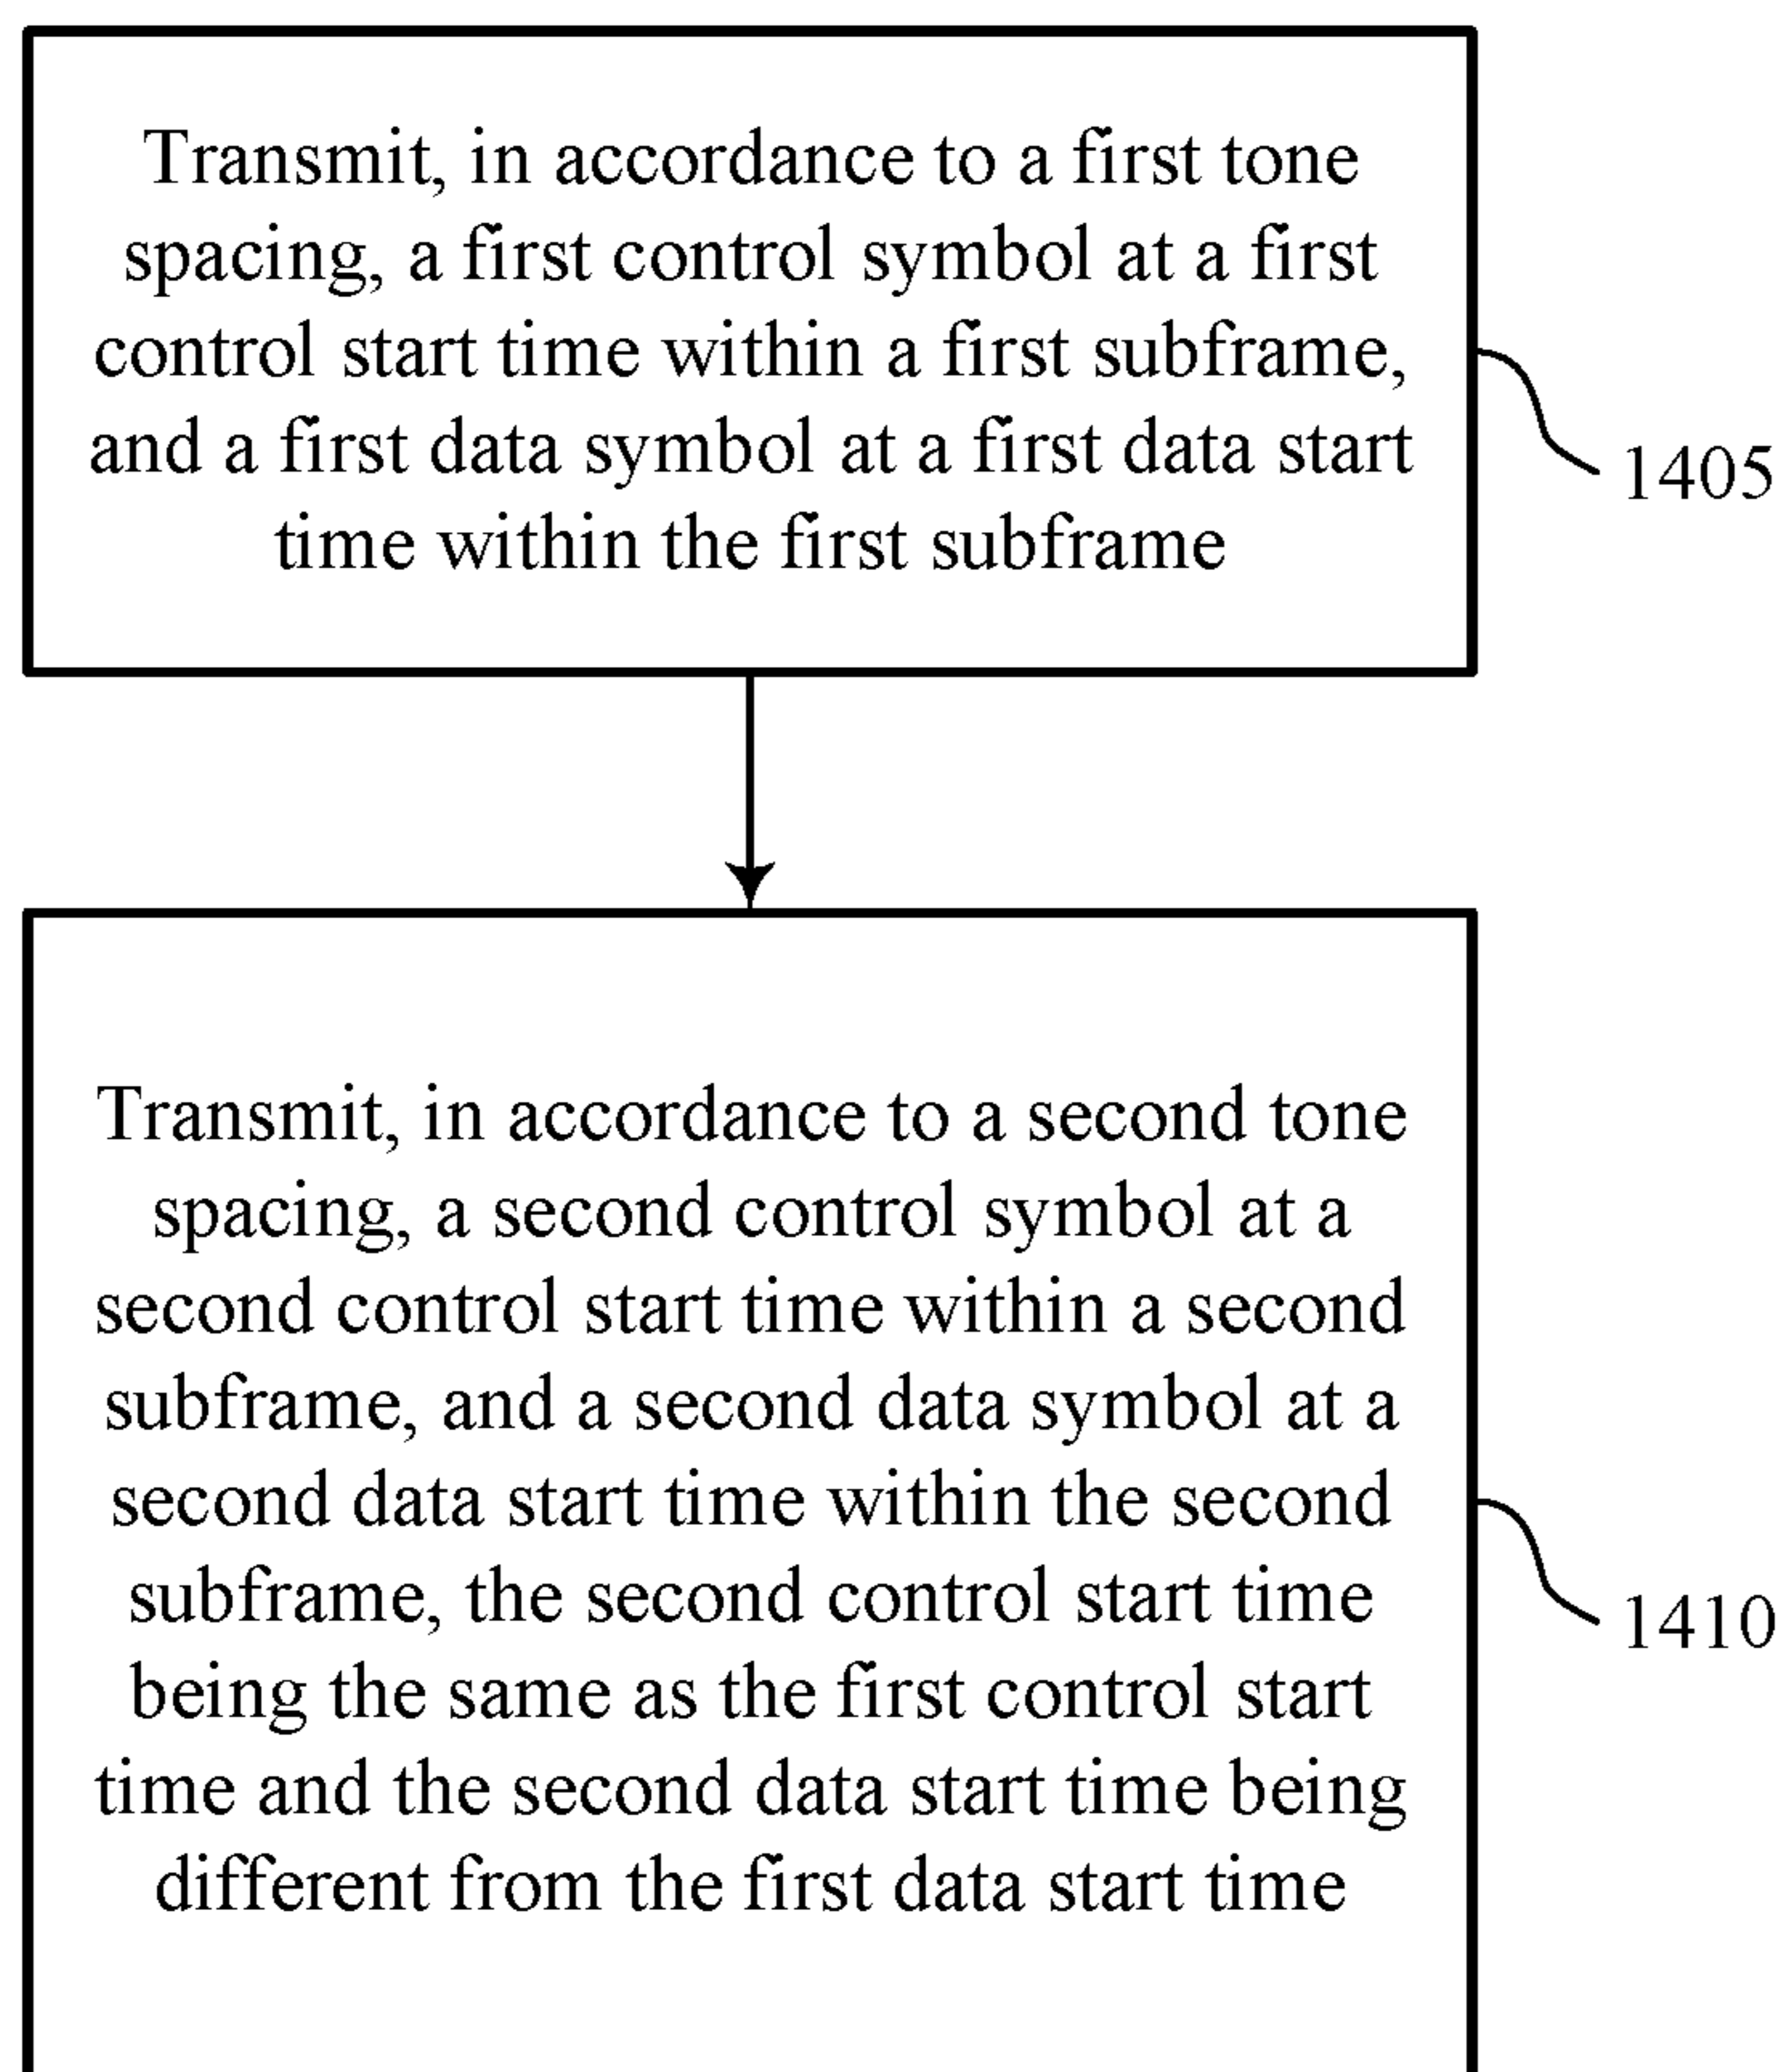 Transmit, in accordance to a first tone
spacing, a first control symbol at a first
control start time within a first subframe,
and a first data symbol at a first data start
time within the first subframe
1405
Transmit, in accordance to a second tone
spacing, a second control symbol at a
second control start time within a second
subframe, and a second data symbol at a
second data start time within the second
subframe, the second control start time
being the same as the first control start
time and the second data start time being
different from the first data start time
1410